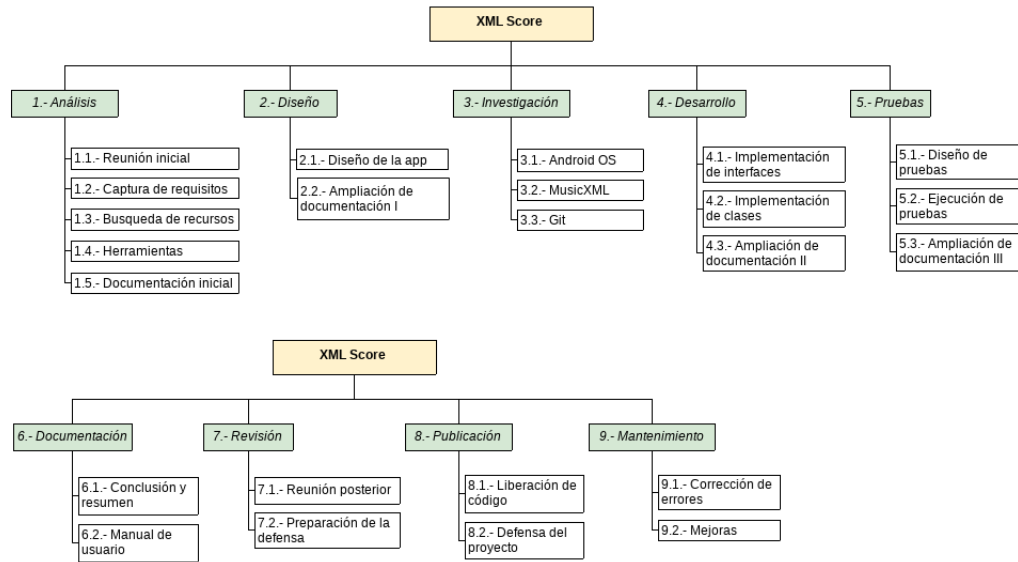 XML Score
1.- Análisis
2.- Diseño
3.- Investigación
4.- Desarrollo
5.- Pruebas
1.1.- Reunión inicial
1.2.- Captura de requisitos
1.3.- Busqueda de recursos
1.4.- Herramientas
1.5.- Documentación inicial
2.1.- Diseño de la app
2.2.- Ampliación de
documentación I
3.1.- Android OS
3.2.- MusicXML
3.3.- Git
4.1.- Implementación
de interfaces
4.2.- Implementación
de clases
4.3.- Ampliación de
documentación II
5.1.- Diseño de
pruebas
5.2.- Ejecución de
pruebas
5.3.- Ampliación de
documentación III
XML Score
6.- Documentación
7.- Revisión
8.- Publicación
9.- Mantenimiento
6.1.- Conclusión y
resumen
6.2.- Manual de
usuario
7.1.- Reunión posterior
7.2.- Preparación de la
defensa
8.1.- Liberación de
código
8.2.- Defensa del
proyecto
9.1.- Corrección de
errores
9.2.- Mejoras